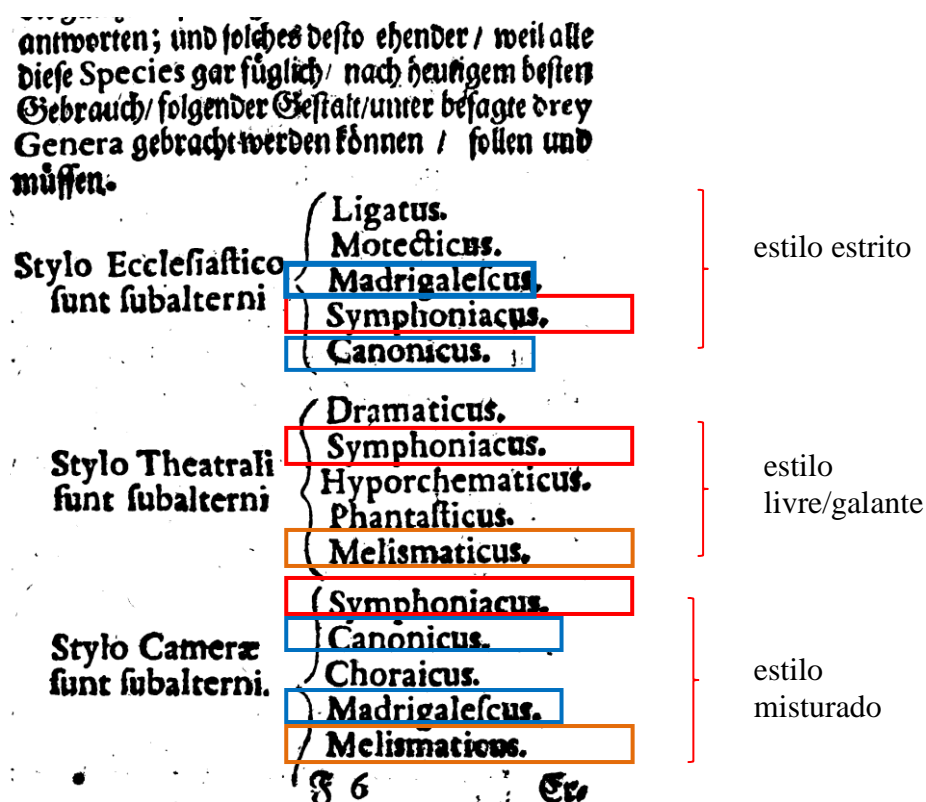 antworten; und ſolches deſto ehender / weil alle
dieſe Species gar füglich/ nach heutigem beſten
Gebrauch/ folgender Geſtalt/unter beſagte drey
Genera gebracht werden können / ſollen und
müſſen.
Stylo Eccleſiaſtico
ſunt ſubalterni
Ligatus.
Motecticus.
Madrigaleſcus.
Symphoniacus.
Canonicus.
estilo estrito
Stylo Theatrali
ſunt ſubalterni
Dramaticus.
Symphoniacus.
Hyporchematicus.
Phantaſticus.
Melismaticus.
estilo
livre/galante
Stylo Cameræ
ſunt ſubalterni.
Symphoniacus.
Canonicus.
Choraicus.
Madrigaleſcus.
Melismaticus.
estilo
misturado
F 6 Er⸗